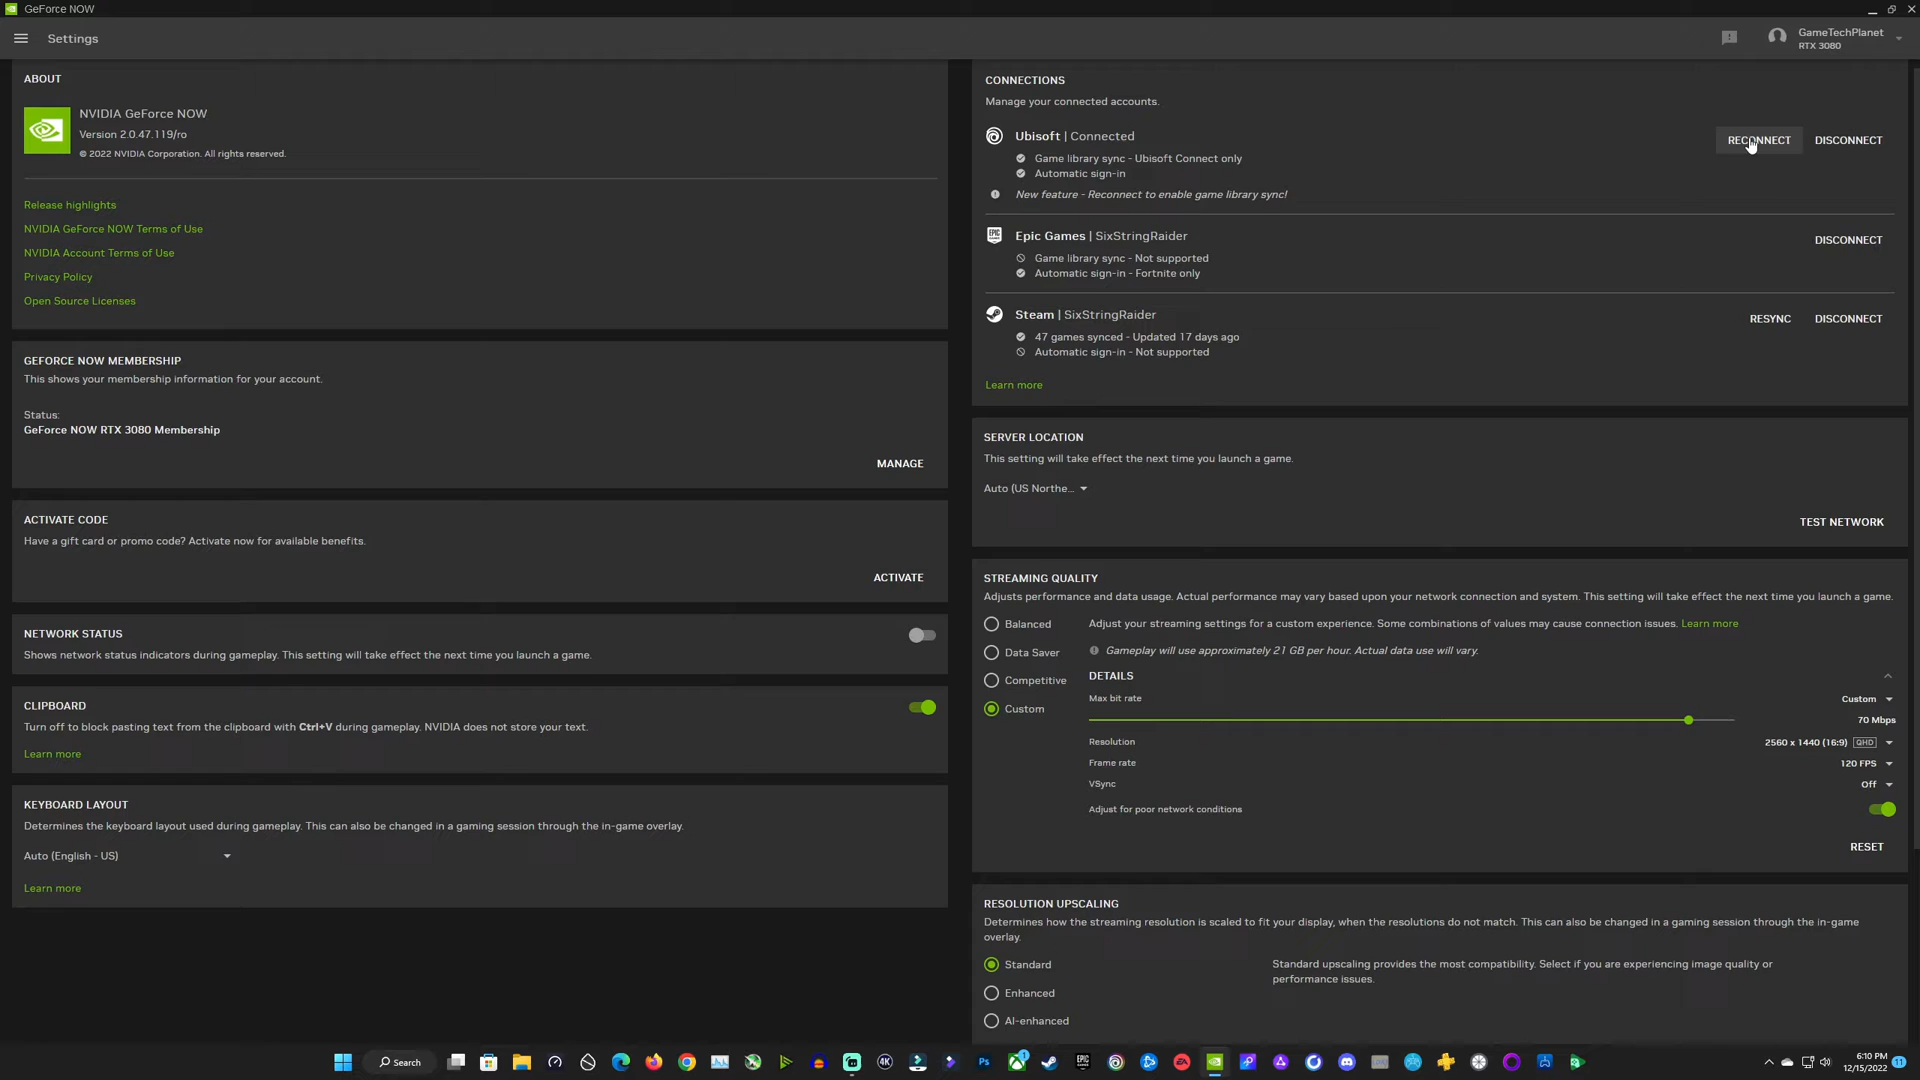 GeForce NOW
Settings
GameTechPlanet
RTX 3080
ABOUT
NVIDIA GeForce NOW
Version 2.0.47.119/ro
© 2022 NVIDIA Corporation. All rights reserved.
Release highlights
NVIDIA GeForce NOW Terms of Use
NVIDIA Account Terms of Use
Privacy Policy
Open Source Licenses
GEFORCE NOW MEMBERSHIP
This shows your membership information for your account.
Status:
GeForce NOW RTX 3080 Membership
MANAGE
ACTIVATE CODE
Have a gift card or promo code? Activate now for available benefits.
ACTIVATE
NETWORK STATUS
Shows network status indicators during gameplay. This setting will take effect the next time you launch a game.
CLIPBOARD
Turn off to block pasting text from the clipboard with Ctrl+V during gameplay. NVIDIA does not store your text.
Learn more
KEYBOARD LAYOUT
Determines the keyboard layout used during gameplay. This can also be changed in a gaming session through the in-game overlay.
Auto (English - US)
Learn more
CONNECTIONS
Manage your connected accounts.
Ubisoft | Connected
RECONNECT DISCONNECT
Game library sync - Ubisoft Connect only
Automatic sign-in
New feature - Reconnect to enable game library sync!
EPIC
Epic Games | SixStringRaider
DISCONNECT
Game library sync - Not supported
Automatic sign-in - Fortnite only
Steam | SixStringRaider
RESYNC DISCONNECT
47 games synced - Updated 17 days ago
Automatic sign-in - Not supported
Learn more
SERVER LOCATION
This setting will take effect the next time you launch a game.
Auto (US Northe...
TEST NETWORK
STREAMING QUALITY
Adjusts performance and data usage. Actual performance may vary based upon your network connection and system. This setting will take effect the next time you launch a game.
Balanced
Data Saver
Competitive
Custom
Adjust your streaming settings for a custom experience. Some combinations of values may cause connection issues. Learn more
Gameplay will use approximately 21 GB per hour. Actual data use will vary.
DETAILS
Max bit rate Custom
70 Mbps
Resolution 2560 x 1440 (16:9) QHD
Frame rate 120 FPS
VSync Off
Adjust for poor network conditions
RESET
RESOLUTION UPSCALING
Determines how the streaming resolution is scaled to fit your display, when the resolutions do not match. This can also be changed in a gaming session through the in-game
overlay.
Standard
Enhanced
AI-enhanced
Standard upscaling provides the most compatibility. Select if you are experiencing image quality or
performance issues.
Search
4K
Ps
1
EPIC
EA
6:10 PM
12/15/2022
11